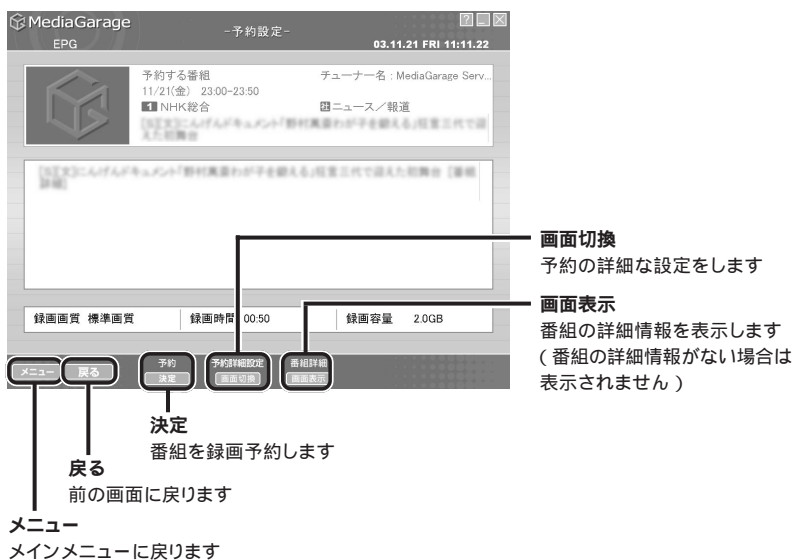 MediaGarage
-予約設定-
EPG
03.11.21 FRI 11:11.22
予約する番組
チューナー名 : MediaGarage Serv...
11/21(金) 23:00-23:50
1 NHK総合
ニュース／報道
録画画質 標準画質
録画時間 00:50
録画容量 2.0GB
メニュー
戻る
予約
決定
予約詳細設定
画面切換
番組詳細
画面表示
画面切換
予約の詳細な設定をします
画面表示
番組の詳細情報を表示します
(番組の詳細情報がない場合は
表示されません)
決定
番組を録画予約します
戻る
前の画面に戻ります
メニュー
メインメニューに戻ります